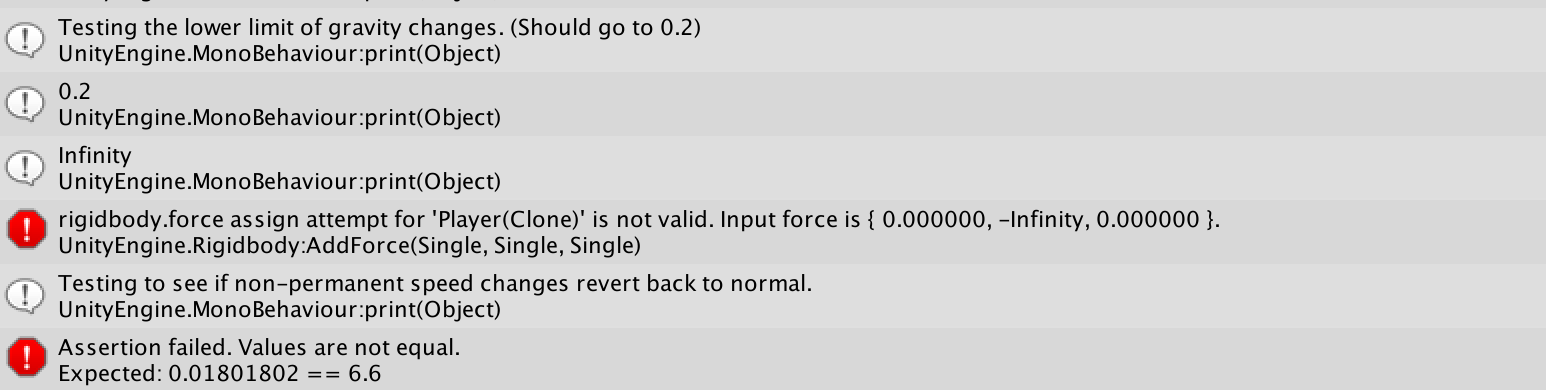 Testing the lower limit of gravity changes. (Should go to 0.2)
UnityEngine.MonoBehaviour:print(Object)
0.2
UnityEngine.MonoBehaviour:print(Object)
Infinity
UnityEngine.MonoBehaviour:print(Object)
rigidbody.force assign attempt for 'Player(Clone)' is not valid. Input force is { 0.000000, -Infinity, 0.000000 }.
UnityEngine.Rigidbody:AddForce(Single, Single, Single)
Testing to see if non-permanent speed changes revert back to normal.
UnityEngine.MonoBehaviour:print(Object)
Assertion failed. Values are not equal.
Expected: 0.01801802 == 6.6